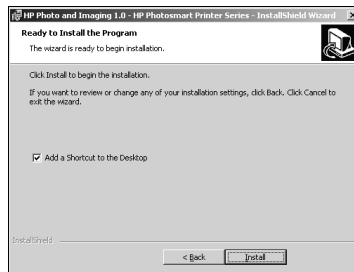 HP Photo and Imaging 1.0 - HP Photosmart Printer Series - InstallShield Wizard
Ready to Install the Program
The wizard is ready to begin installation.
Click Install to begin the installation.
If you want to review or change any of your installation settings, click Back. Click Cancel to
exit the wizard.
Add a Shortcut to the Desktop
InstallShield
< Back
Install